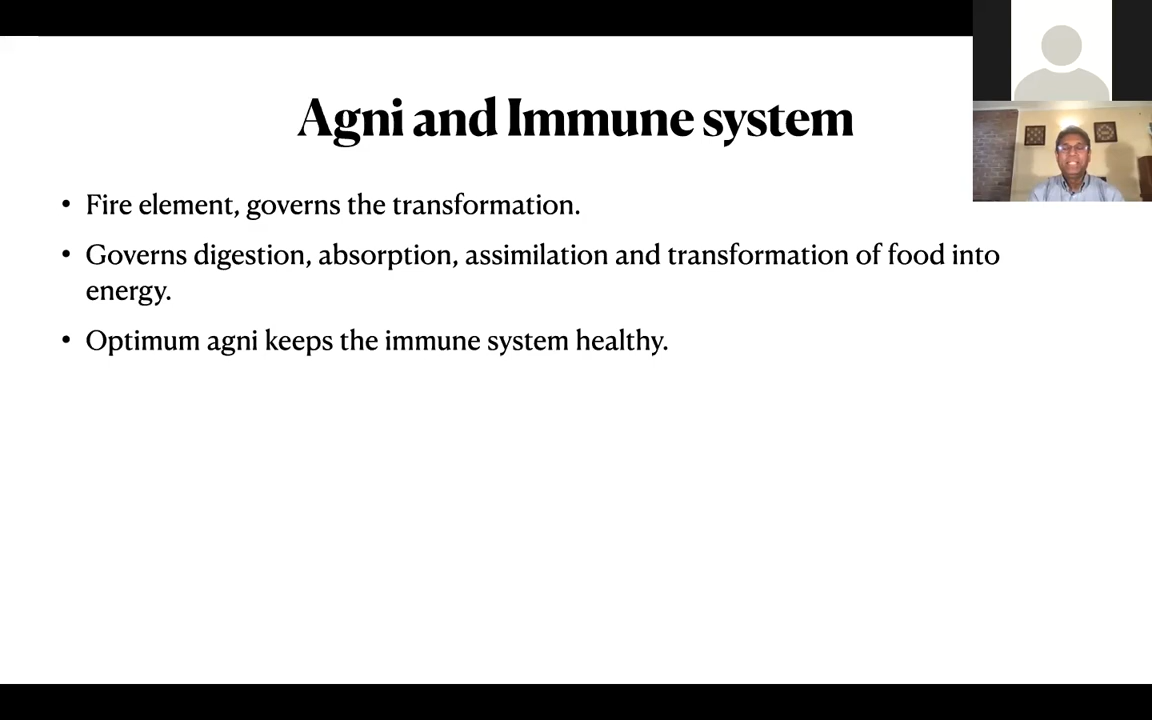 Agni and Immune system
• Fire element, governs the transformation.
• Governs digestion, absorption, assimilation and transformation of food into
energy.
• Optimum agni keeps the immune system healthy.